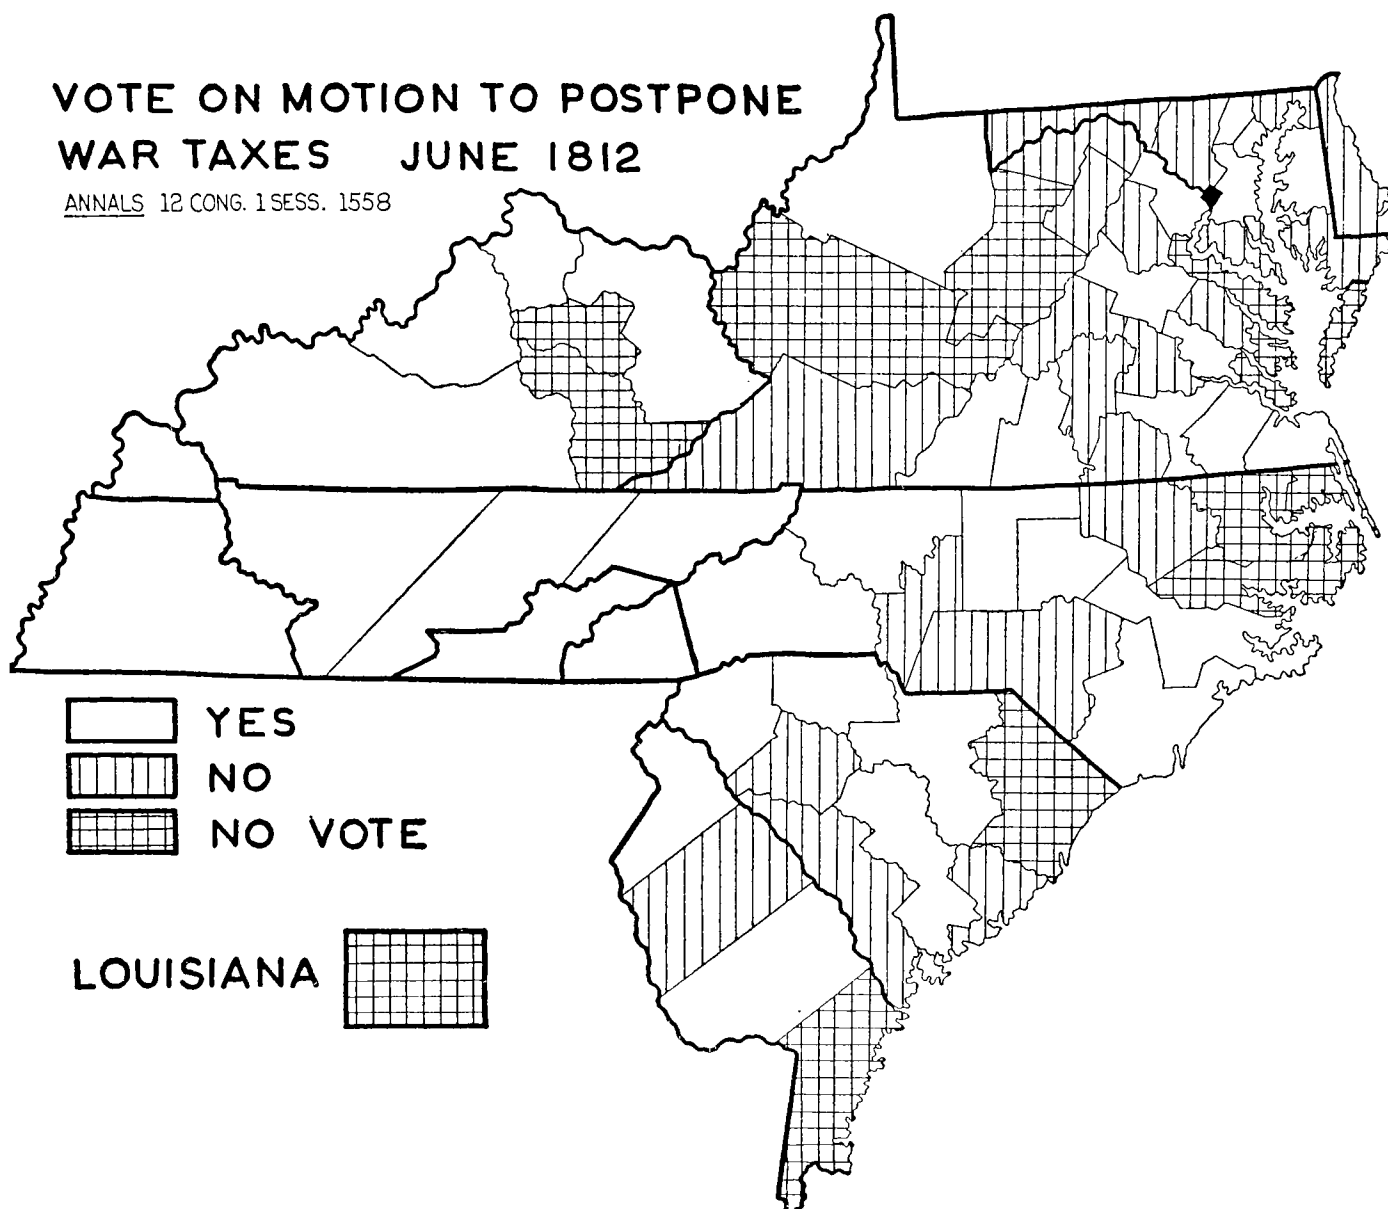 VOTE ON MOTION TO POSTPONE
WAR TAXES JUNE 1812
ANNALS 12 CONG. 1 SESS. 1558
YES
NO
NO VOTE
LOUISIANA